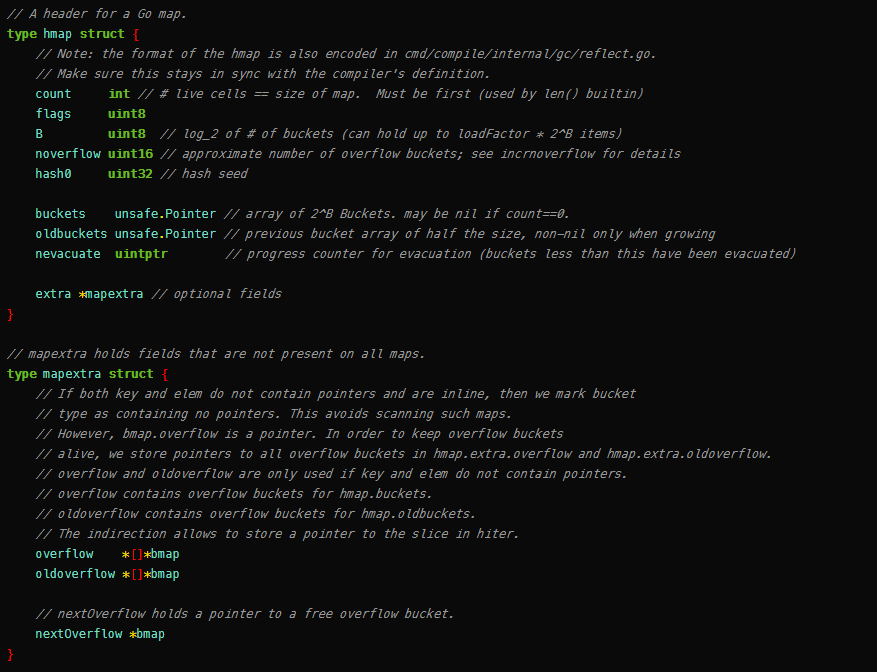 // A header for a Go map.
type hmap struct {
    // Note: the format of the hmap is also encoded in cmd/compile/internal/gc/reflect.go.
    // Make sure this stays in sync with the compiler's definition.
    count     int // # live cells == size of map.  Must be first (used by len() builtin)
    flags     uint8
    B         uint8  // log_2 of # of buckets (can hold up to loadFactor * 2^B items)
    noverflow uint16 // approximate number of overflow buckets; see incrnoverflow for details
    hash0     uint32 // hash seed

    buckets    unsafe.Pointer // array of 2^B Buckets. may be nil if count==0.
    oldbuckets unsafe.Pointer // previous bucket array of half the size, non-nil only when growing
    nevacuate  uintptr        // progress counter for evacuation (buckets less than this have been evacuated)

    extra *mapextra // optional fields
}

// mapextra holds fields that are not present on all maps.
type mapextra struct {
    // If both key and elem do not contain pointers and are inline, then we mark bucket
    // type as containing no pointers. This avoids scanning such maps.
    // However, bmap.overflow is a pointer. In order to keep overflow buckets
    // alive, we store pointers to all overflow buckets in hmap.extra.overflow and hmap.extra.oldoverflow.
    // overflow and oldoverflow are only used if key and elem do not contain pointers.
    // overflow contains overflow buckets for hmap.buckets.
    // oldoverflow contains overflow buckets for hmap.oldbuckets.
    // The indirection allows to store a pointer to the slice in hiter.
    overflow    *[]*bmap
    oldoverflow *[]*bmap

    // nextOverflow holds a pointer to a free overflow bucket.
    nextOverflow *bmap
}